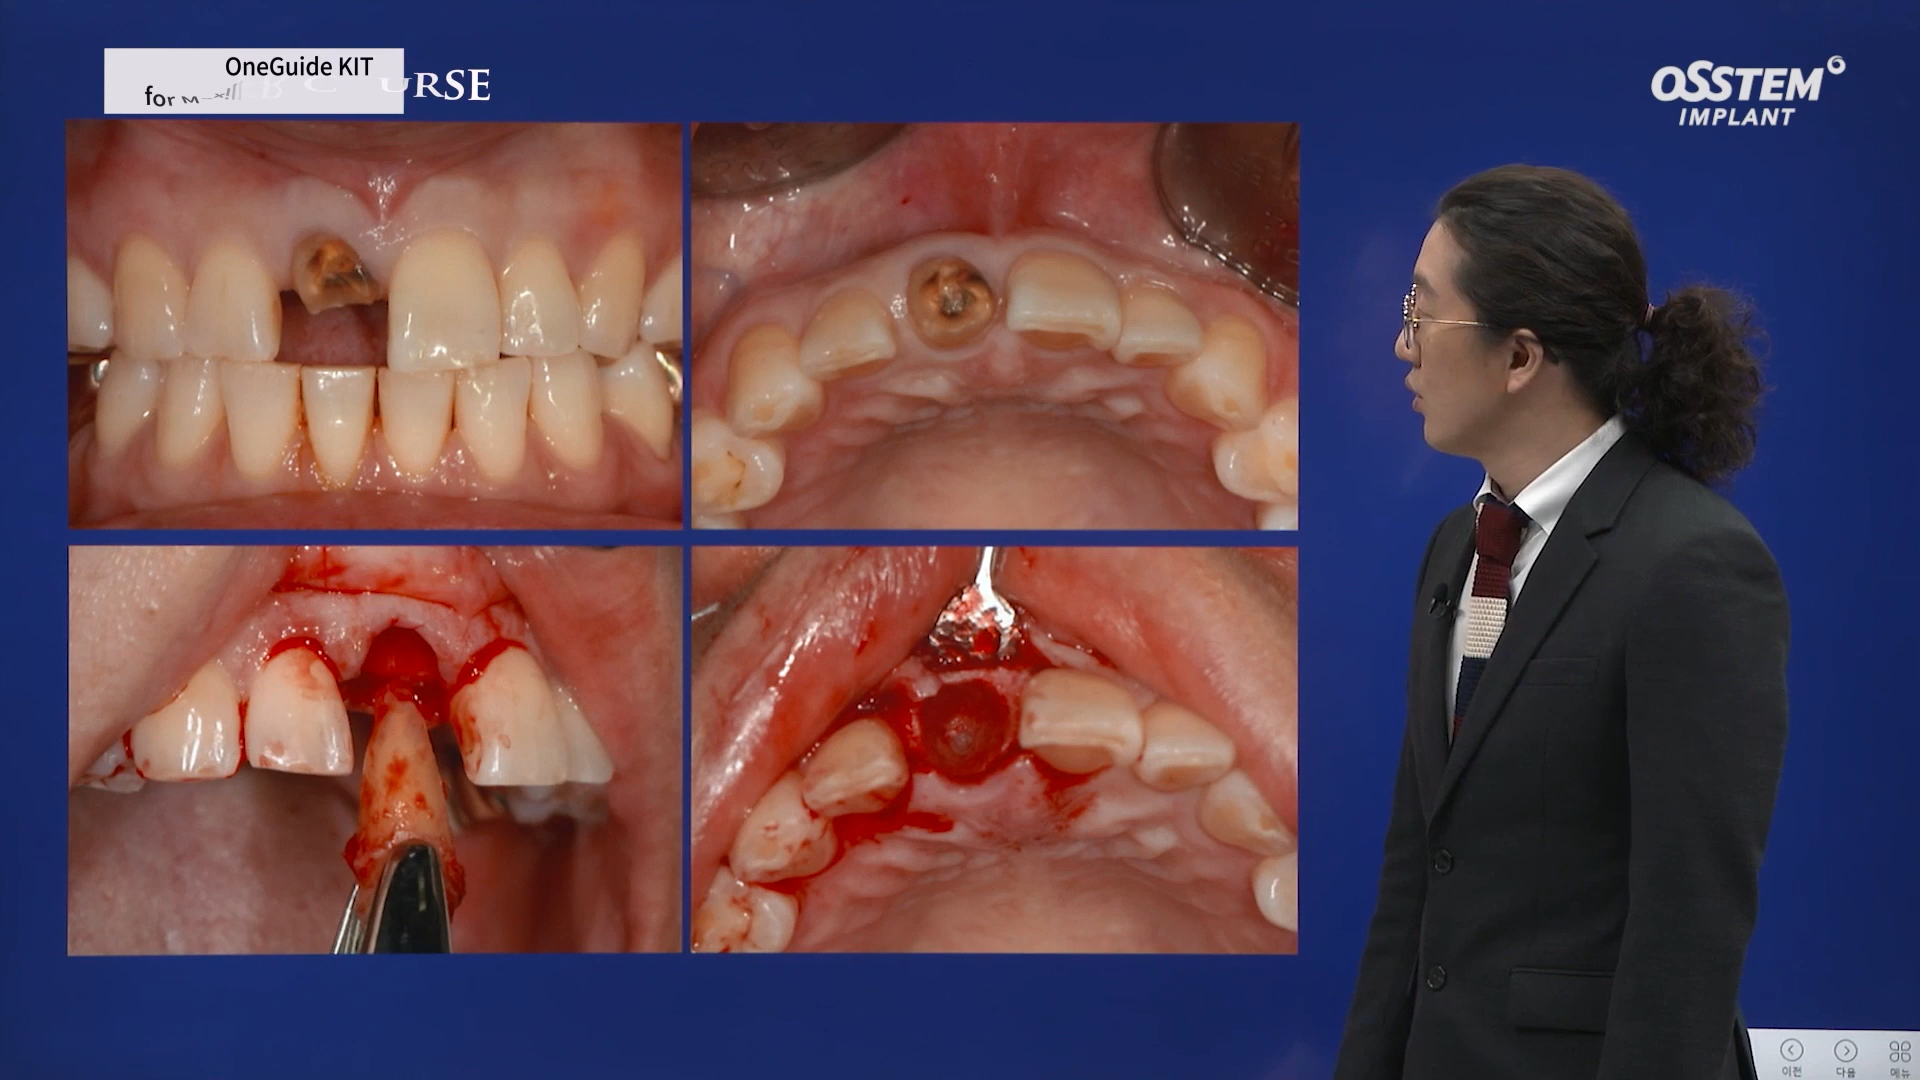 OneGuide KIT
for
URSE
OSSTEM
IMPLANT
이전
다음
메뉴